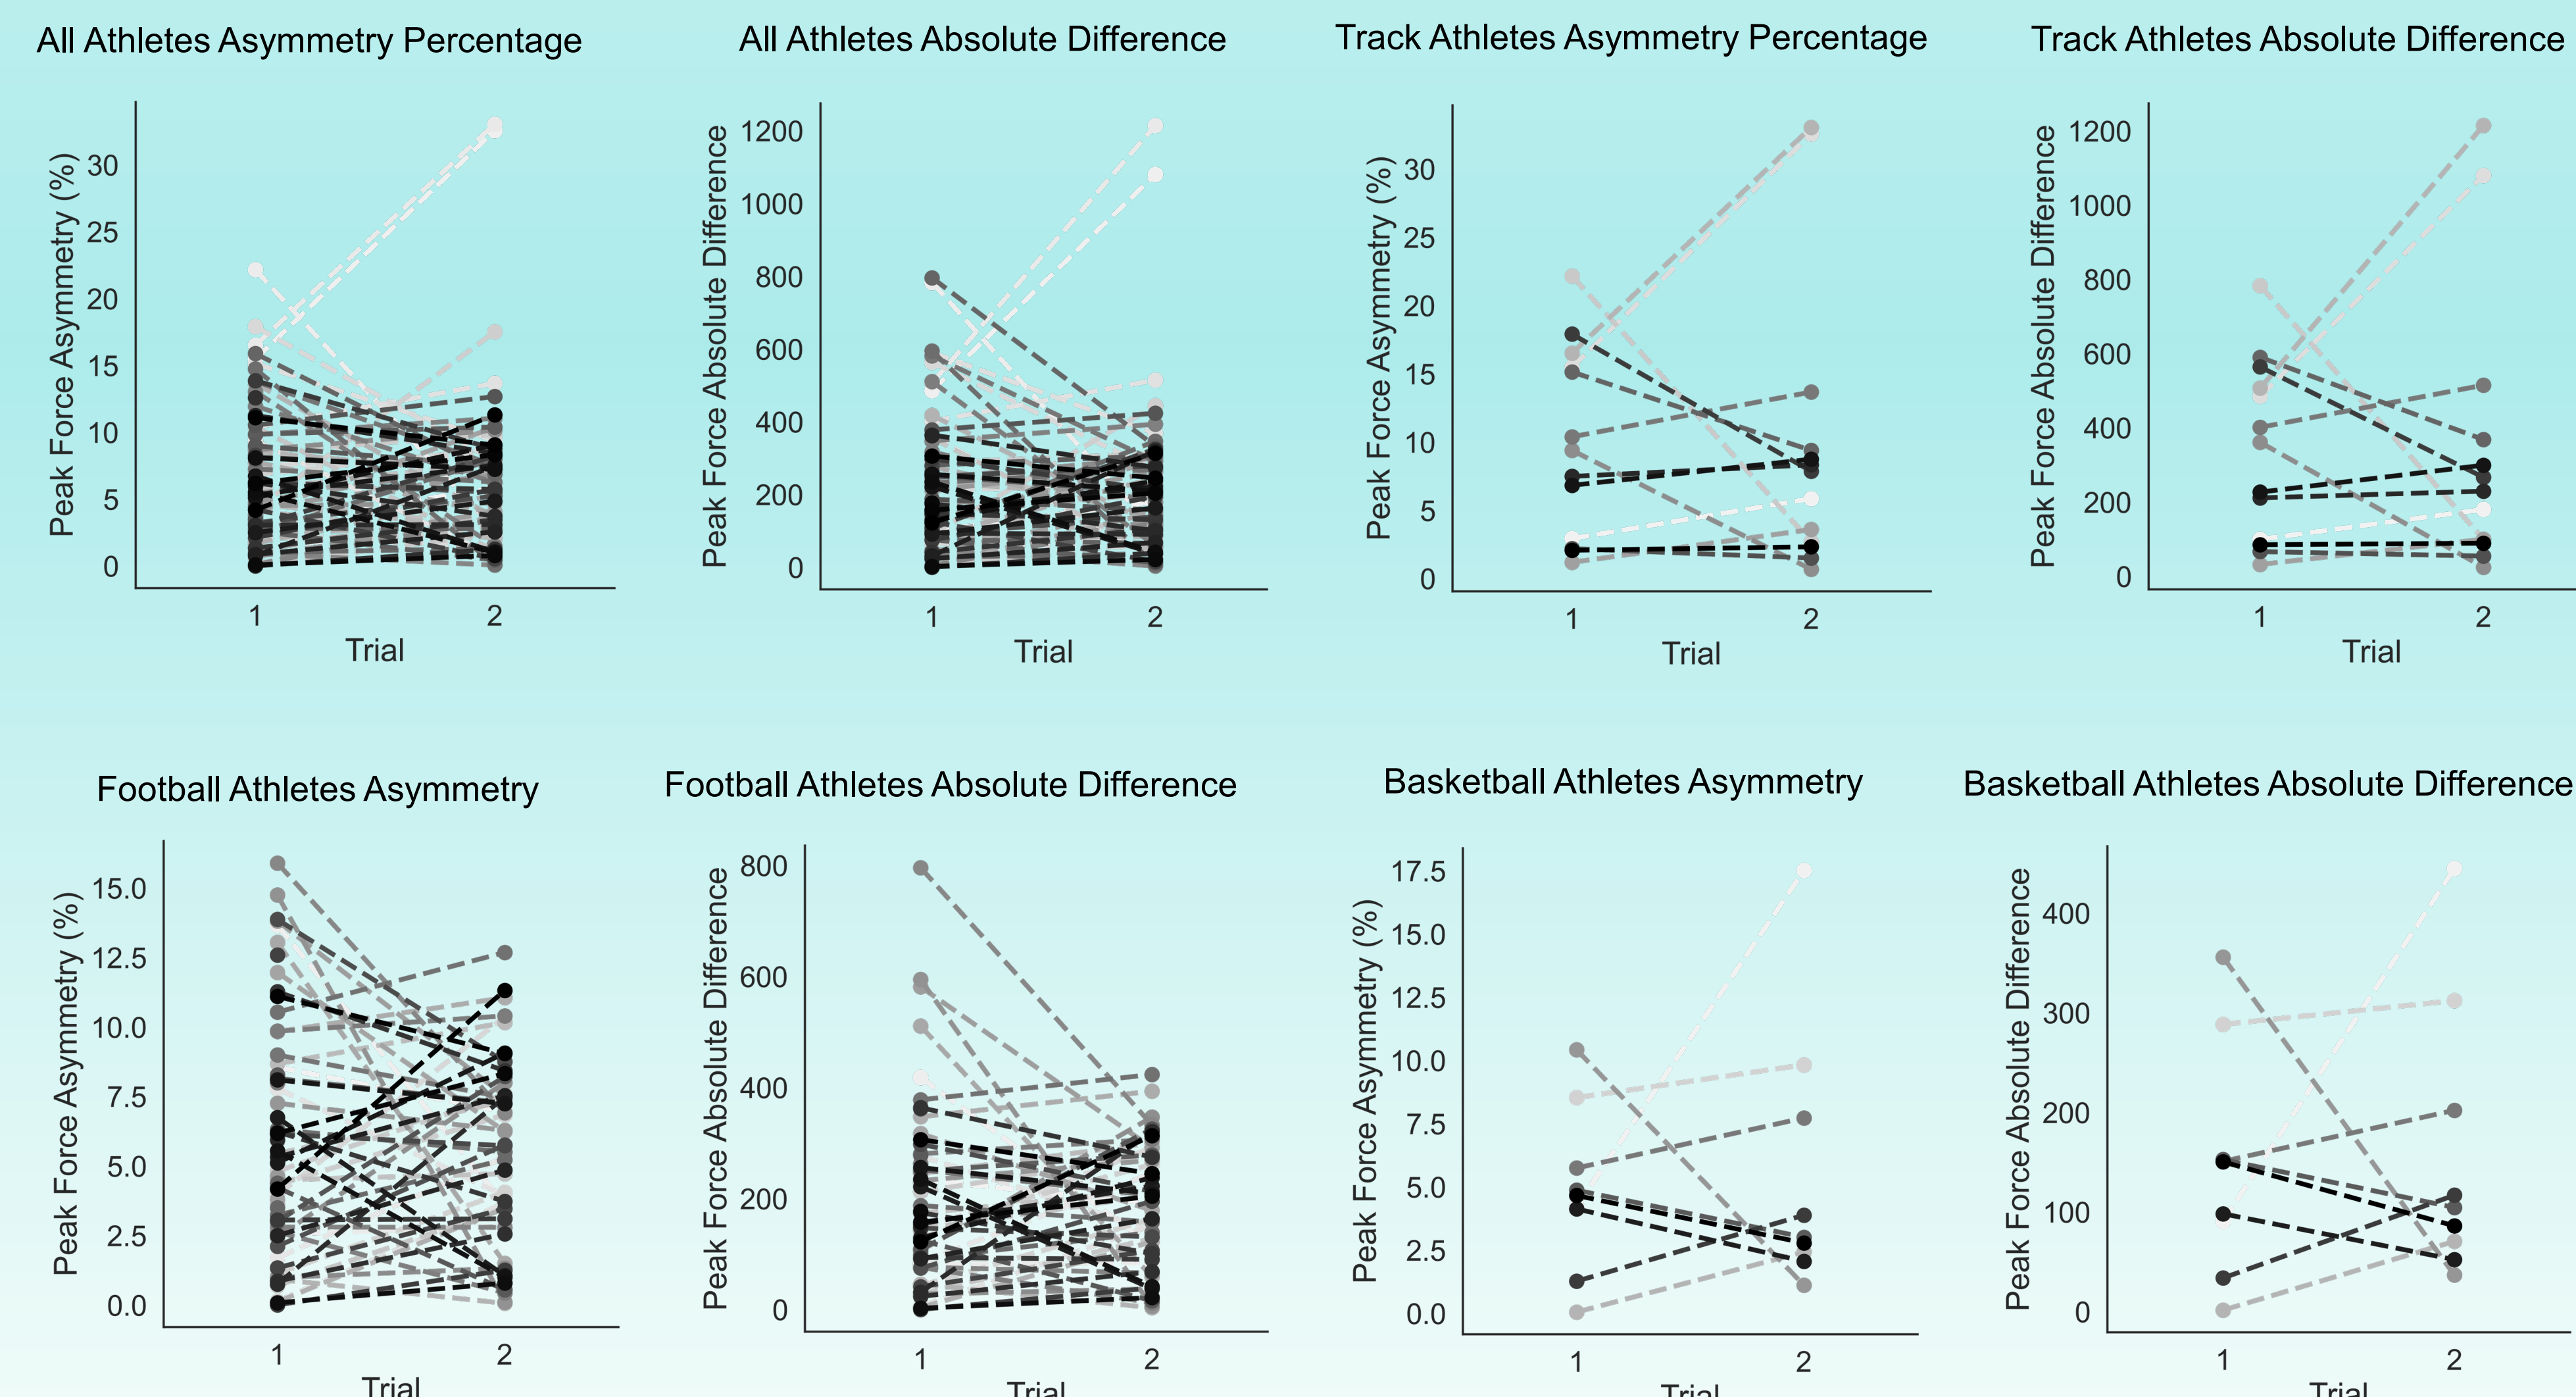 All Athletes Asymmetry Percentage
Peak Force Asymmetry (%)
30
25
20
15
10
5
0
1 2
Trial
All Athletes Absolute Difference
Peak Force Absolute Difference
1200
1000
800
600
400
200
0
1 2
Trial
Track Athletes Asymmetry Percentage
Peak Force Asymmetry (%)
30
25
20
15
10
5
0
1 2
Trial
Track Athletes Absolute Difference
Peak Force Absolute Difference
1200
1000
800
600
400
200
0
1 2
Trial
Football Athletes Asymmetry
Peak Force Asymmetry (%)
15.0
12.5
10.0
7.5
5.0
2.5
0.0
1 2
Trial
Football Athletes Absolute Difference
Peak Force Absolute Difference
800
600
400
200
0
1 2
Trial
Basketball Athletes Asymmetry
Peak Force Asymmetry (%)
17.5
15.0
12.5
10.0
7.5
5.0
2.5
0.0
1 2
Trial
Basketball Athletes Absolute Difference
Peak Force Absolute Difference
400
300
200
100
0
1 2
Trial